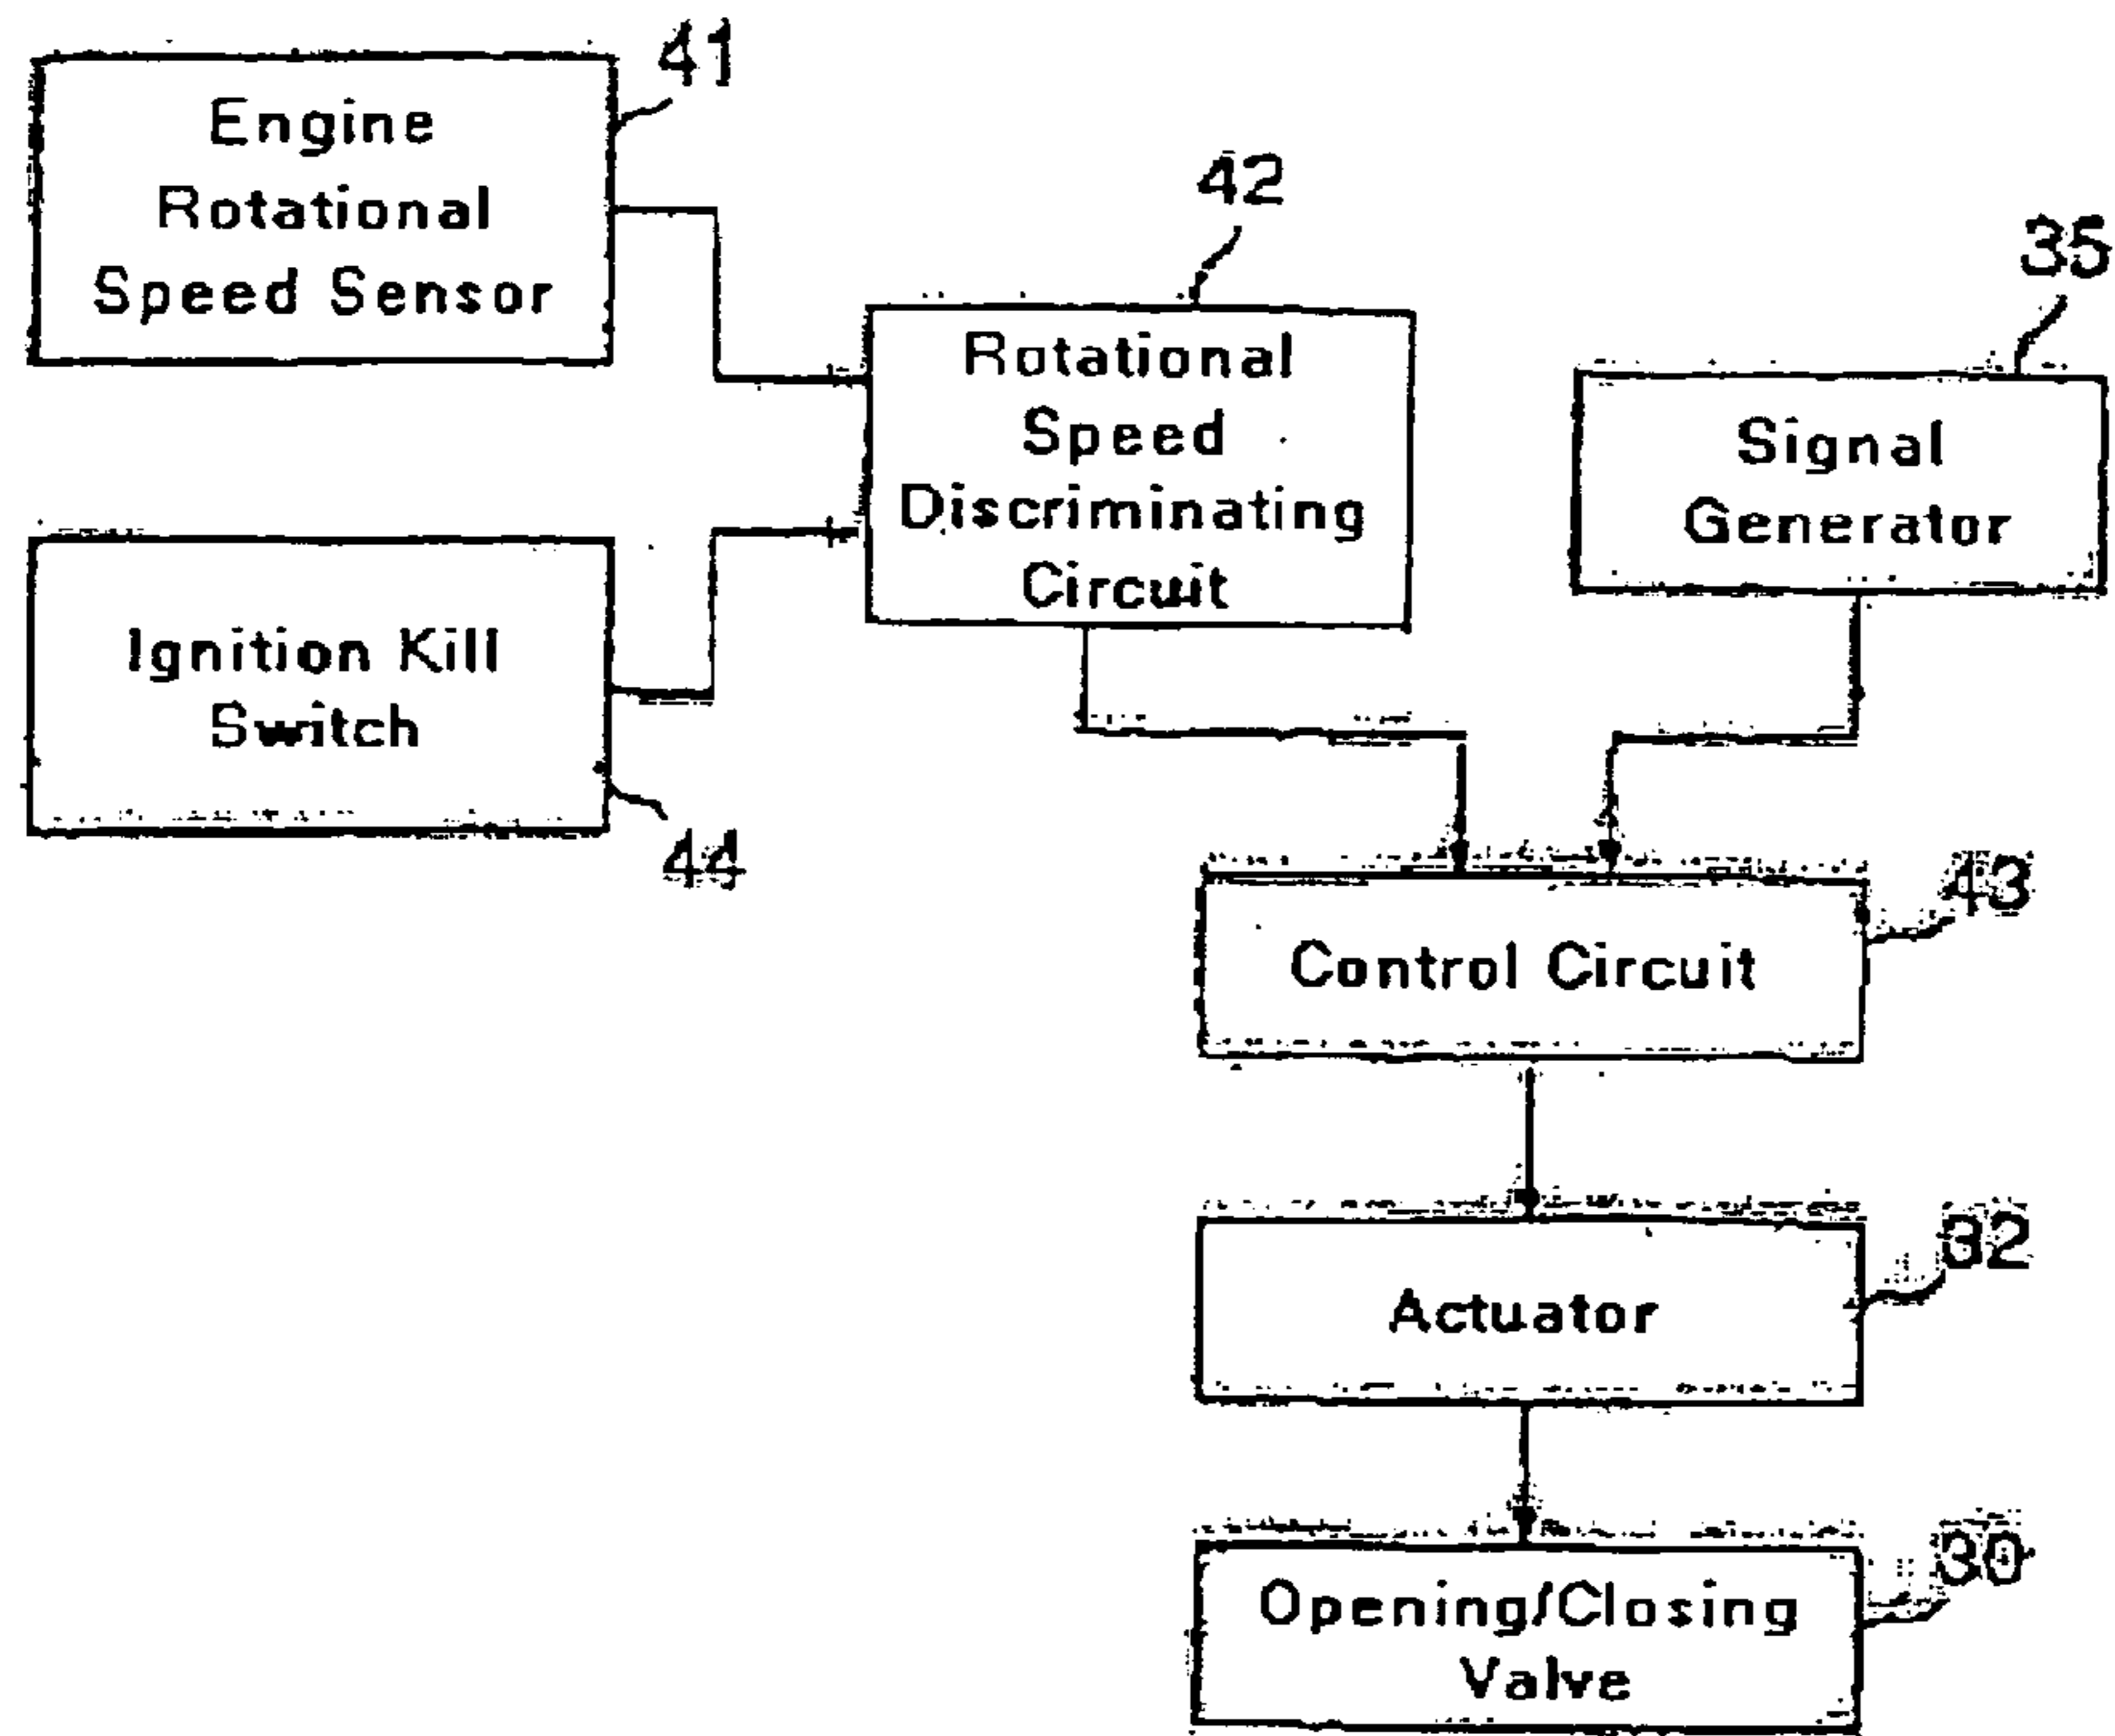 41
Engine
Rotational
Speed Sensor
42
Rotational
Speed
Discriminating
Circuit
35
Signal
Generator
Ignition Kill
Switch
44
43
Control Circuit
32
Actuator
30
Opening/Closing
Valve